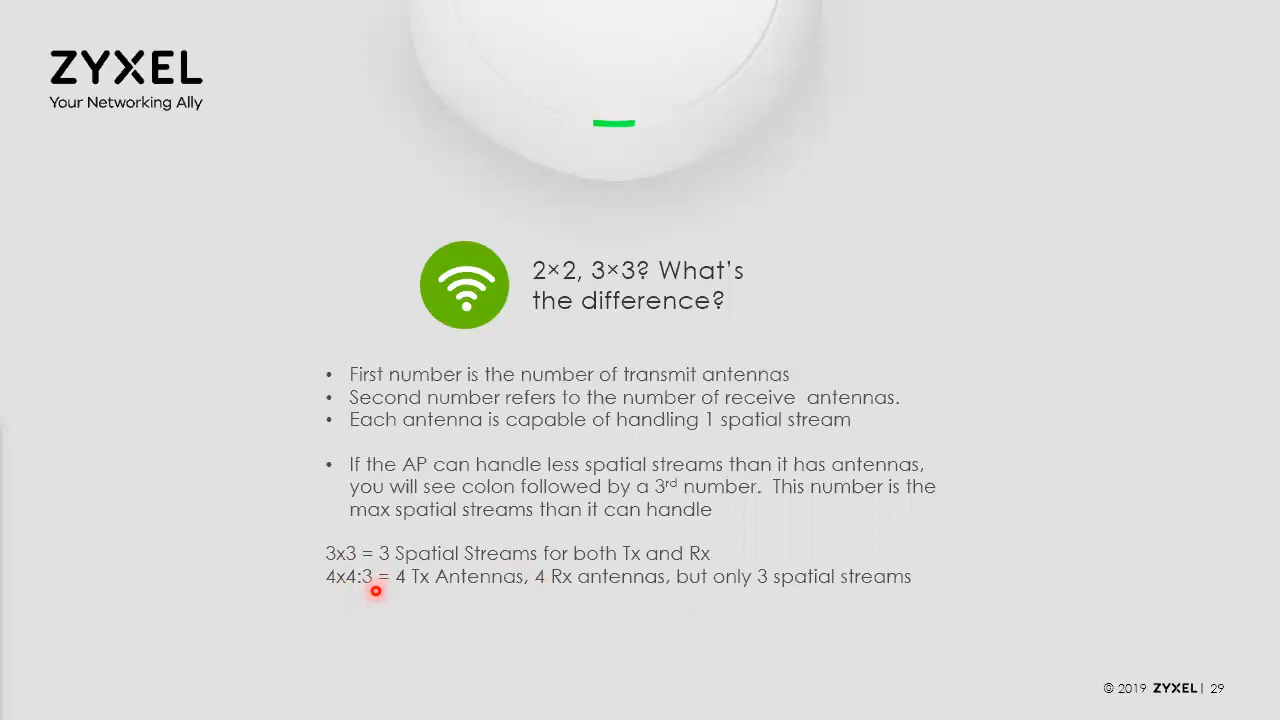 ZYXEL
Your Networking Ally
2×2, 3×3? What's
the difference?
• First number is the number of transmit antennas
• Second number refers to the number of receive antennas.
• Each antenna is capable of handling 1 spatial stream
• If the AP can handle less spatial streams than it has antennas,
you will see colon followed by a 3rd number. This number is the
max spatial streams than it can handle
3x3 = 3 Spatial Streams for both Tx and Rx
4x4:3 = 4 Tx Antennas, 4 Rx antennas, but only 3 spatial streams
© 2019 ZYXEL | 29